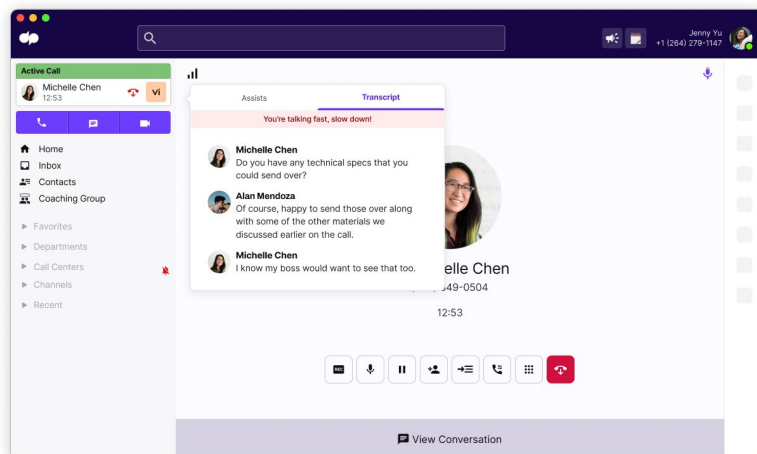 Jenny Yu
+1 (264) 279-1147
Active Call
Michelle Chen
12:53
Vi
Home
Inbox
Contacts
Coaching Group
Favorites
Departments
Call Centers
Channels
Recent
Assists
Transcript
You're talking fast, slow down!
Michelle Chen
Do you have any technical specs that you
could send over?
Alan Mendoza
Of course, happy to send those over along
with some of the other materials we
discussed earlier on the call.
Michelle Chen
I know my boss would want to see that too.
elle Chen
49-0504
12:53
REC
View Conversation